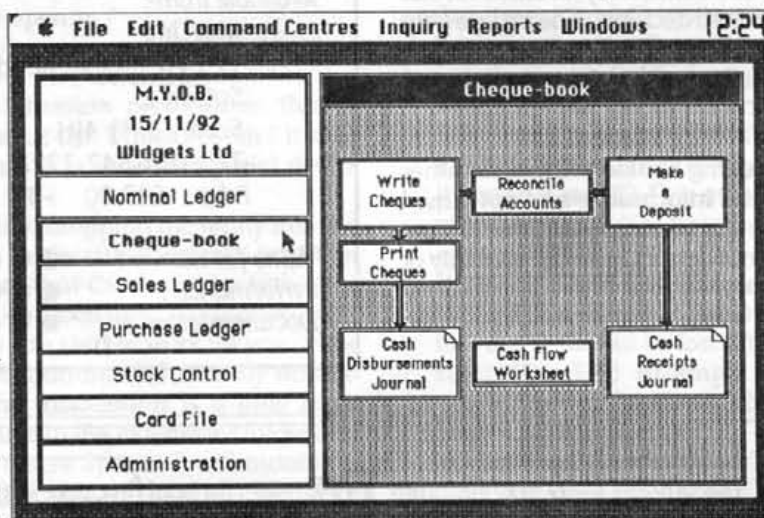 File Edit Command Centres Inquiry Reports Windows 12:24
M.Y.O.B.
15/11/92
Widgets Ltd
Nominal Ledger
Cheque-book
Sales Ledger
Purchase Ledger
Stock Control
Card File
Administration
Cheque-book
Write
Cheques
Reconcile
Accounts
Make
a
Deposit
Print
Cheques
Cash
Disbursements
Journal
Cash Flow
Worksheet
Cash
Receipts
Journal